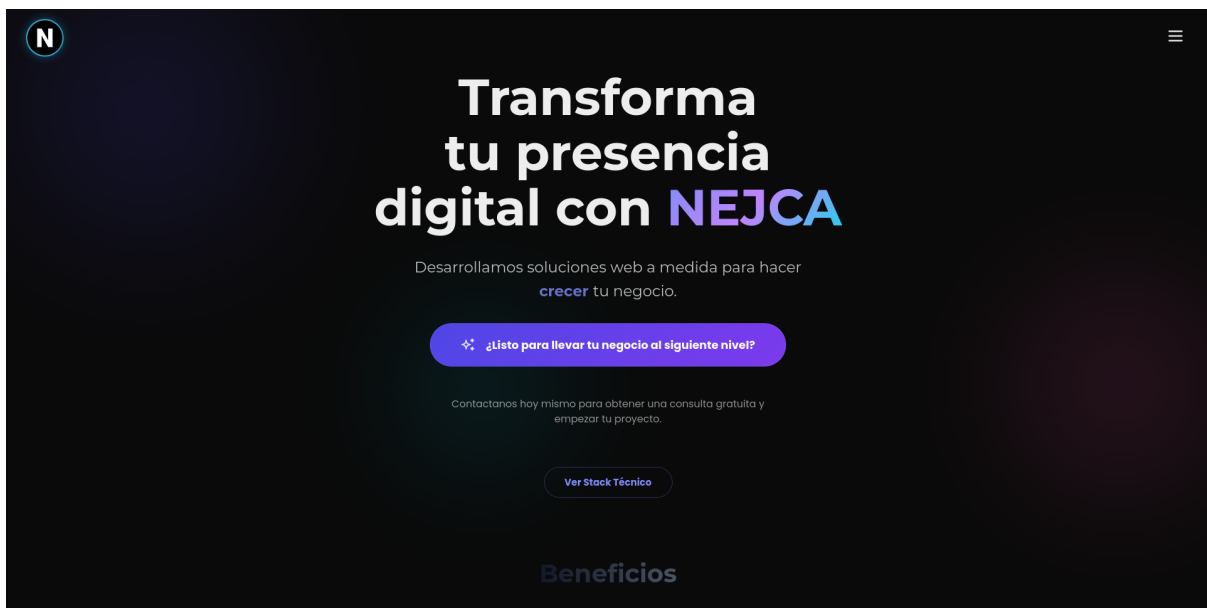 N
Transforma
tu presencia
digital con NEJCA
Desarrollamos soluciones web a medida para hacer
crecer tu negocio.
¿Listo para llevar tu negocio al siguiente nivel?
Contactanos hoy mismo para obtener una consulta gratuita y
empezar tu proyecto.
Ver Stack Técnico
Beneficios